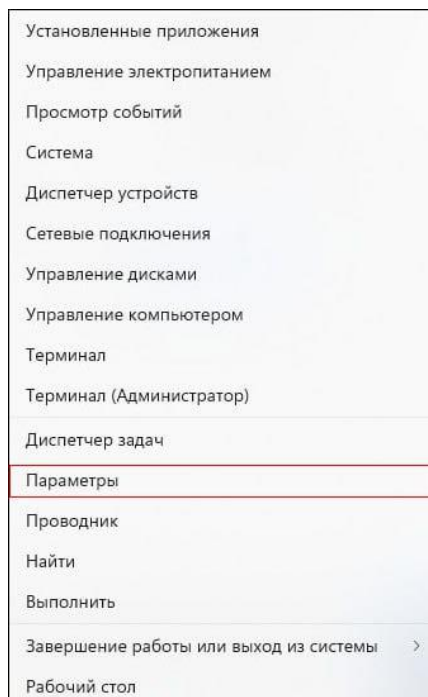 Установленные приложения
Управление электропитанием
Просмотр событий
Система
Диспетчер устройств
Сетевые подключения
Управление дисками
Управление компьютером
Терминал
Терминал (Администратор)
Диспетчер задач
Параметры
Проводник
Найти
Выполнить
Завершение работы или выход из системы
Рабочий стол